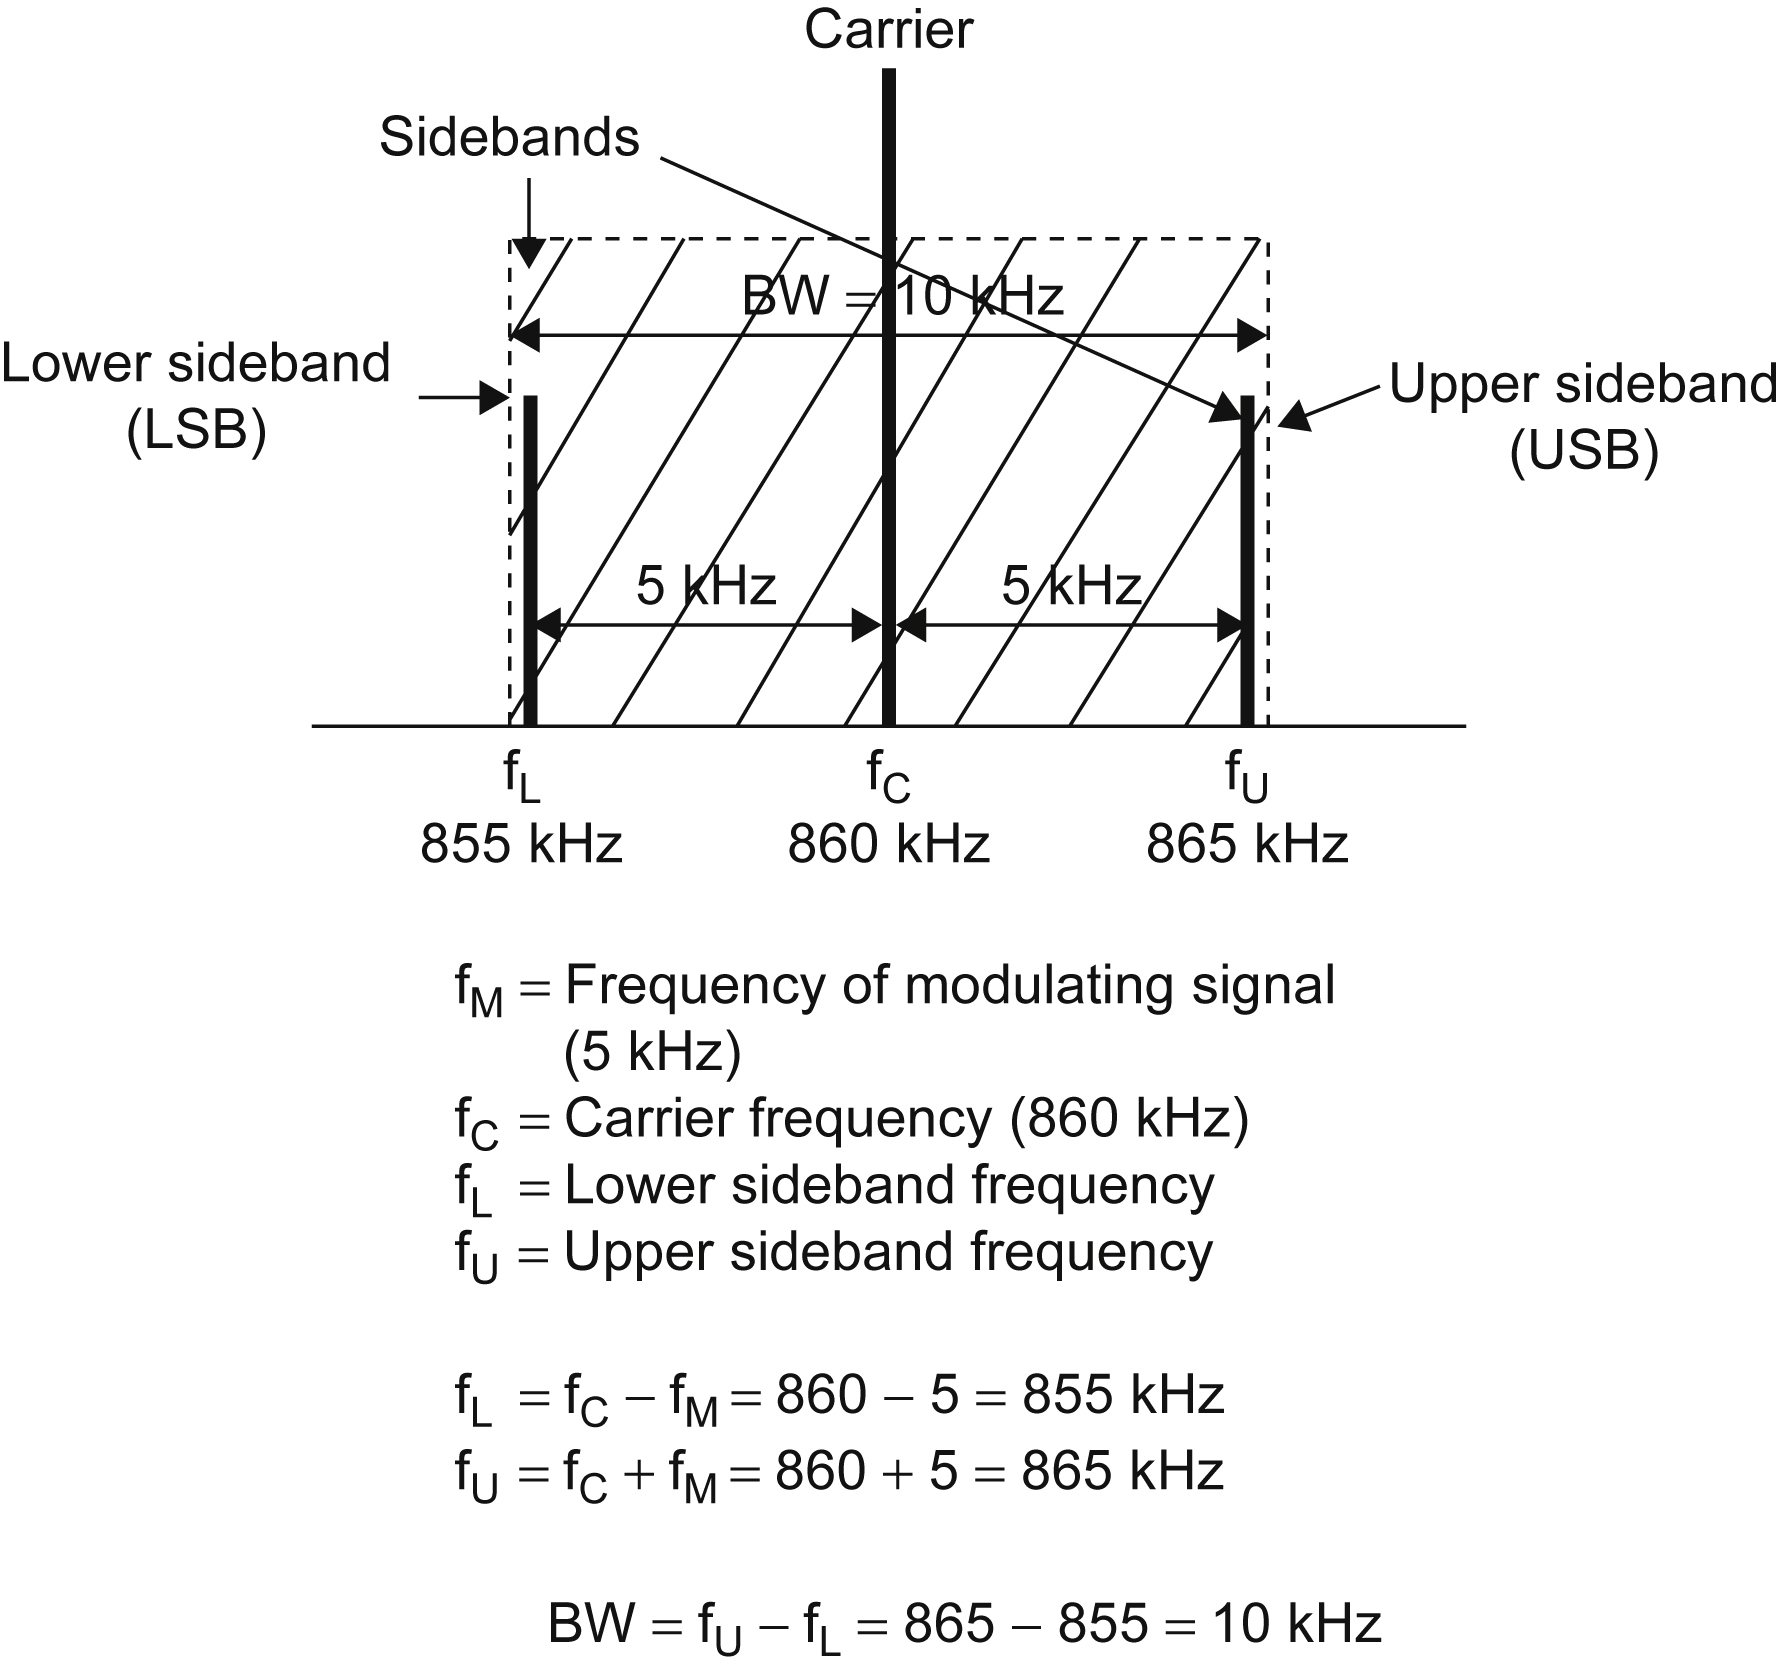 Carrier
Sidebands
BW = 10 kHz
Lower sideband
(LSB)
Upper sideband
(USB)
5 kHz
5 kHz
fL
fC
fU
855 kHz
860 kHz
865 kHz
fM = Frequency of modulating signal
(5 kHz)
fC = Carrier frequency (860 kHz)
fL = Lower sideband frequency
fU = Upper sideband frequency
fL = fC − fM = 860 − 5 = 855 kHz
fU = fC + fM = 860 + 5 = 865 kHz
BW = fU − fL = 865 − 855 = 10 kHz